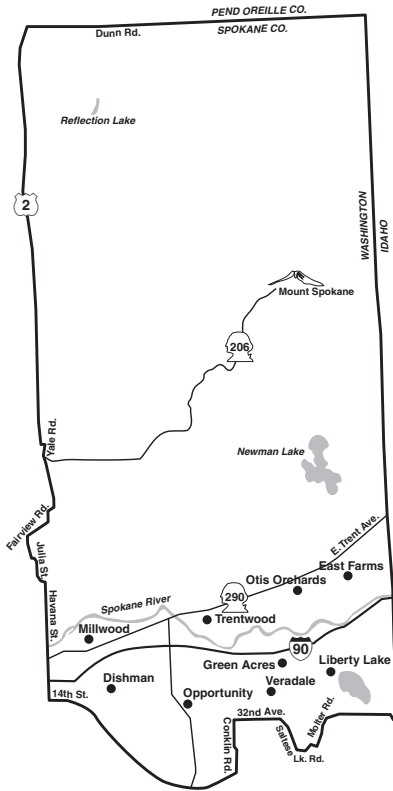 PEND OREILLE CO.
Dunn Rd.
SPOKANE CO.
Reflection Lake
2
WASHINGTON
IDAHO
Mount Spokane
206
Yale Rd.
Newman Lake
Fairview Rd.
E. Trent Ave.
Julia St.
East Farms
Otis Orchards
290
Havana St.
Spokane River
Trentwood
Millwood
90
Green Acres
Liberty Lake
Dishman
Veradale
14th St.
Opportunity
32nd Ave.
Molter Rd.
Conklin Rd.
Saltese
Lk. Rd.